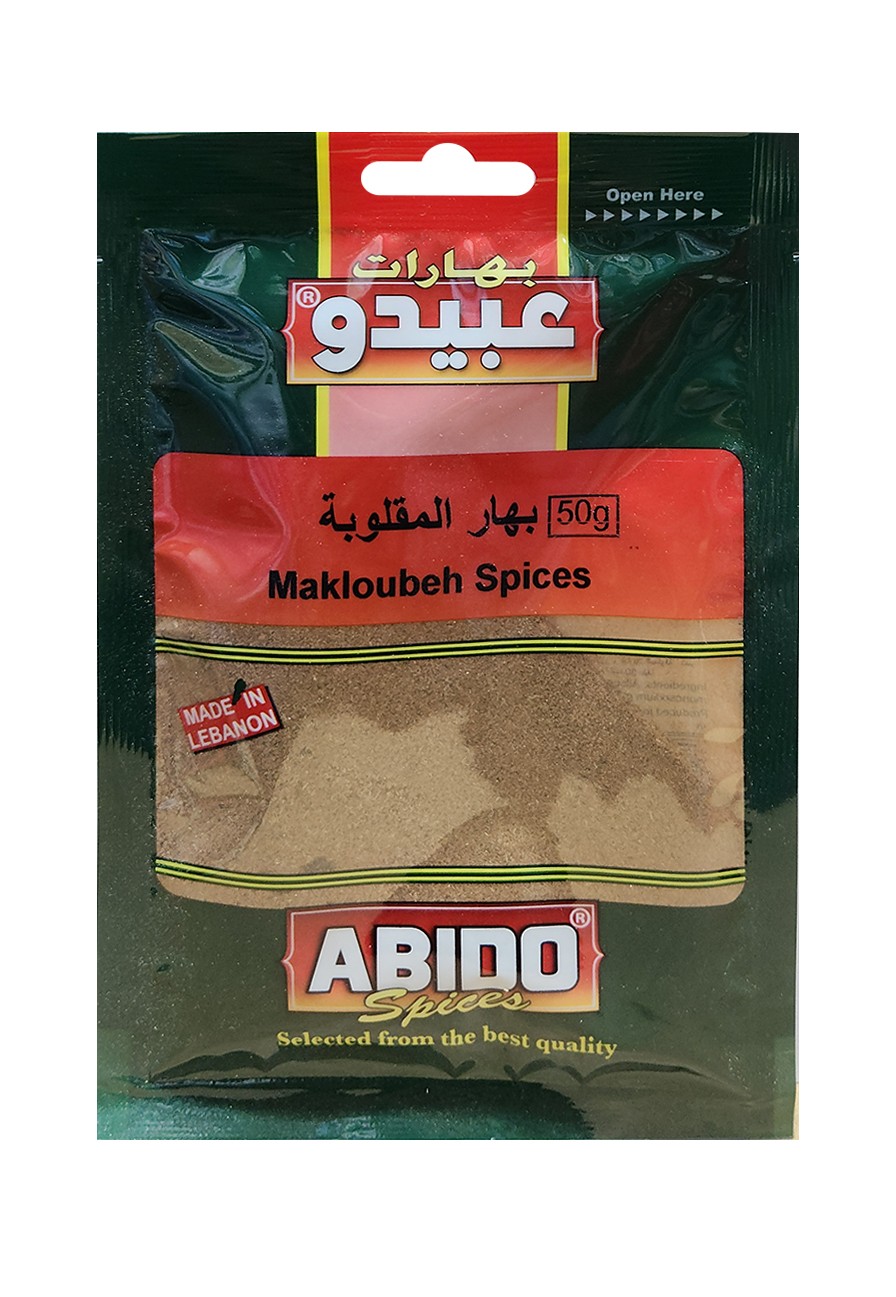 Open Here
بهارات
عبيدو®
بهار المقلوبة 50g
Makloubeh Spices
MADE IN
LEBANON
ABIDO®
Spices
Selected from the best quality